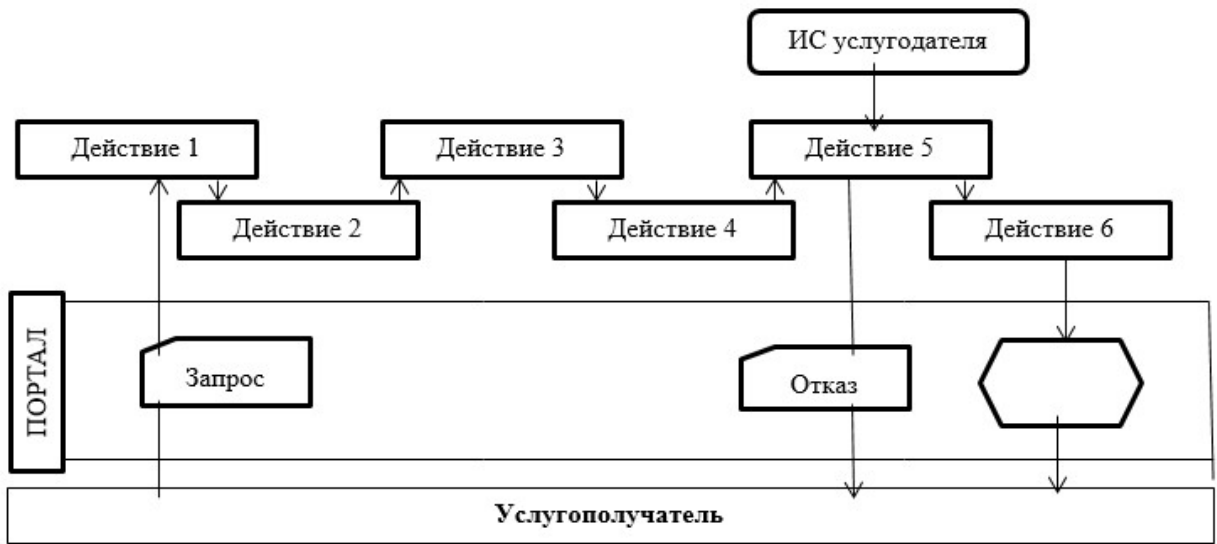 ИС услугодателя
Действие 1
Действие 3
Действие 5
Действие 2
Действие 4
Действие 6
ПОРТАЛ
Запрос
Отказ
Услугополучатель